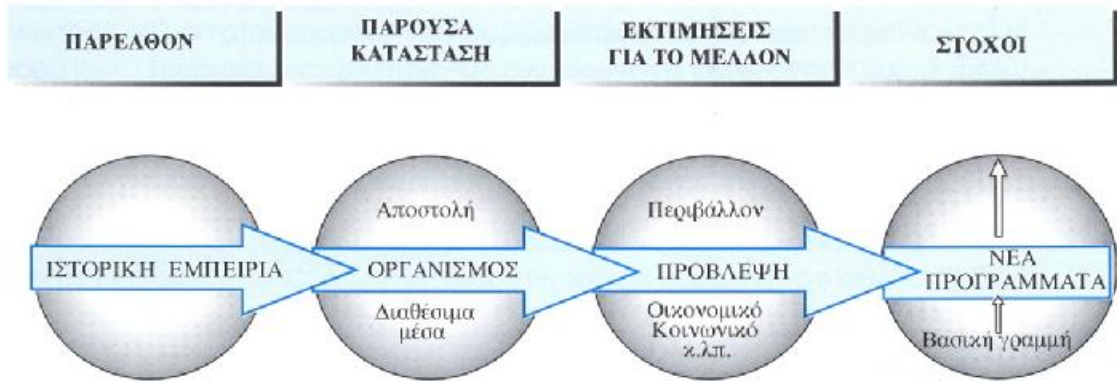 ΠΑΡΕΛΘΟΝ
ΠΑΡΟΥΣΑ
ΚΑΤΑΣΤΑΣΗ
ΕΚΤΙΜΗΣΕΙΣ
ΓΙΑ ΤΟ ΜΕΛΛΟΝ
ΣΤΟΧΟΙ
ΙΣΤΟΡΙΚΗ ΕΜΠΕΙΡΙΑ
Αποστολή
ΟΡΓΑΝΙΣΜΟΣ
Διαθέσιμα
μέσα
Περιβάλλον
ΠΡΟΒΛΕΨΗ
Οικονομικό
Κοινωνικό
κ.λπ.
ΝΕΑ
ΠΡΟΓΡΑΜΜΑΤΑ
Βασική γραμμή